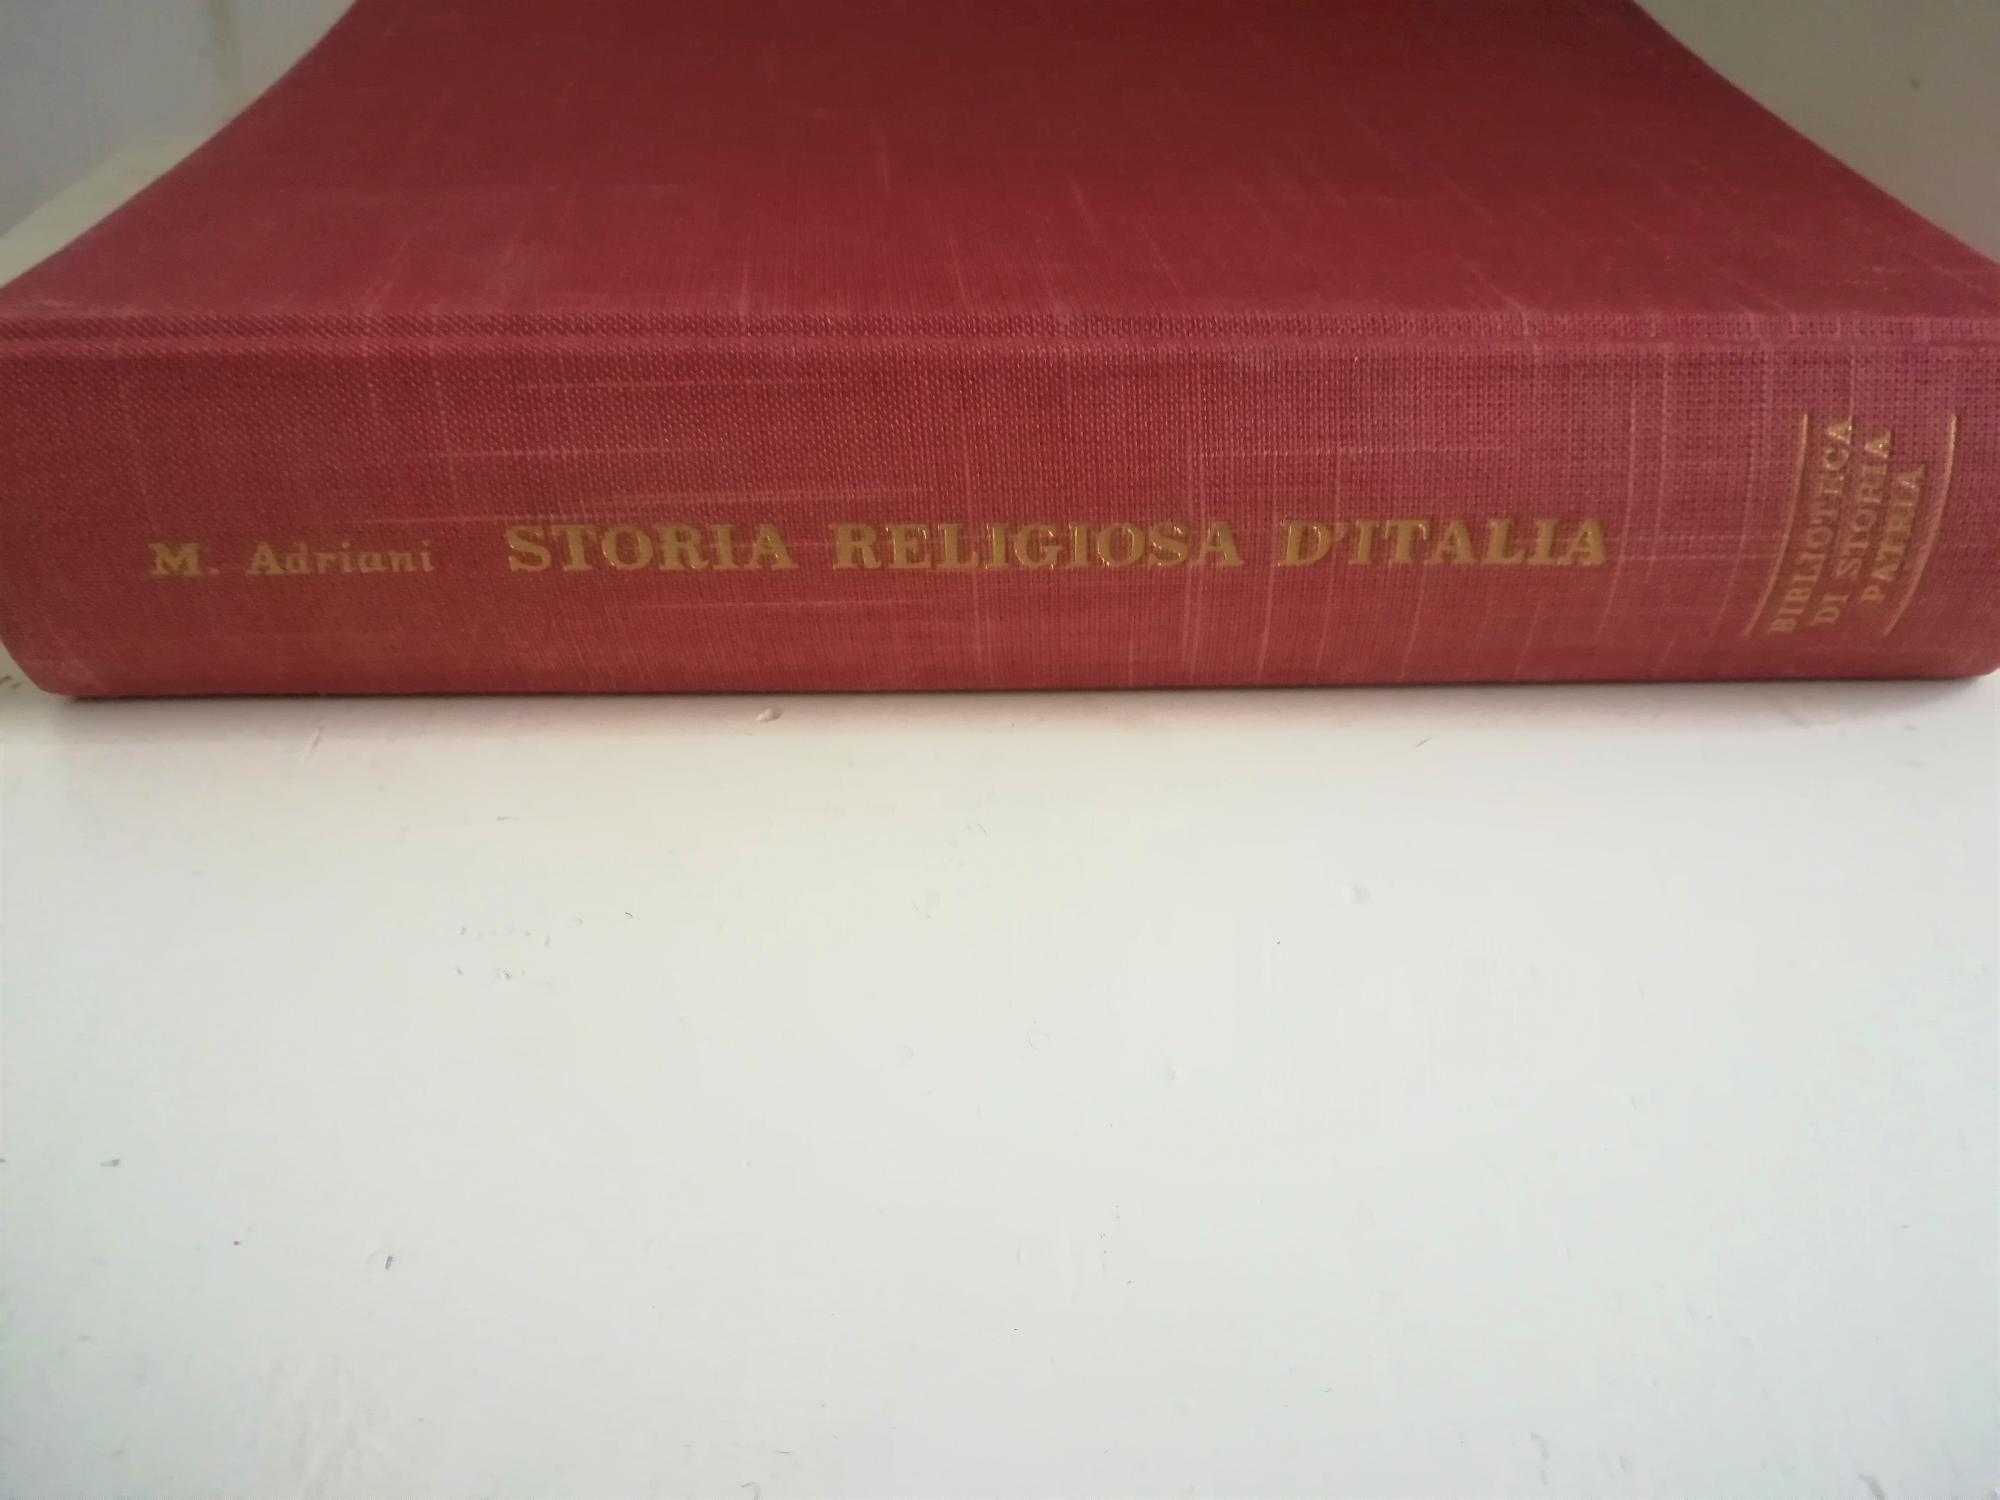 M. Adriani STORIA RELIGIOSA D'ITALIA
BIBLIOTECA
DI STORIA
PATRIA